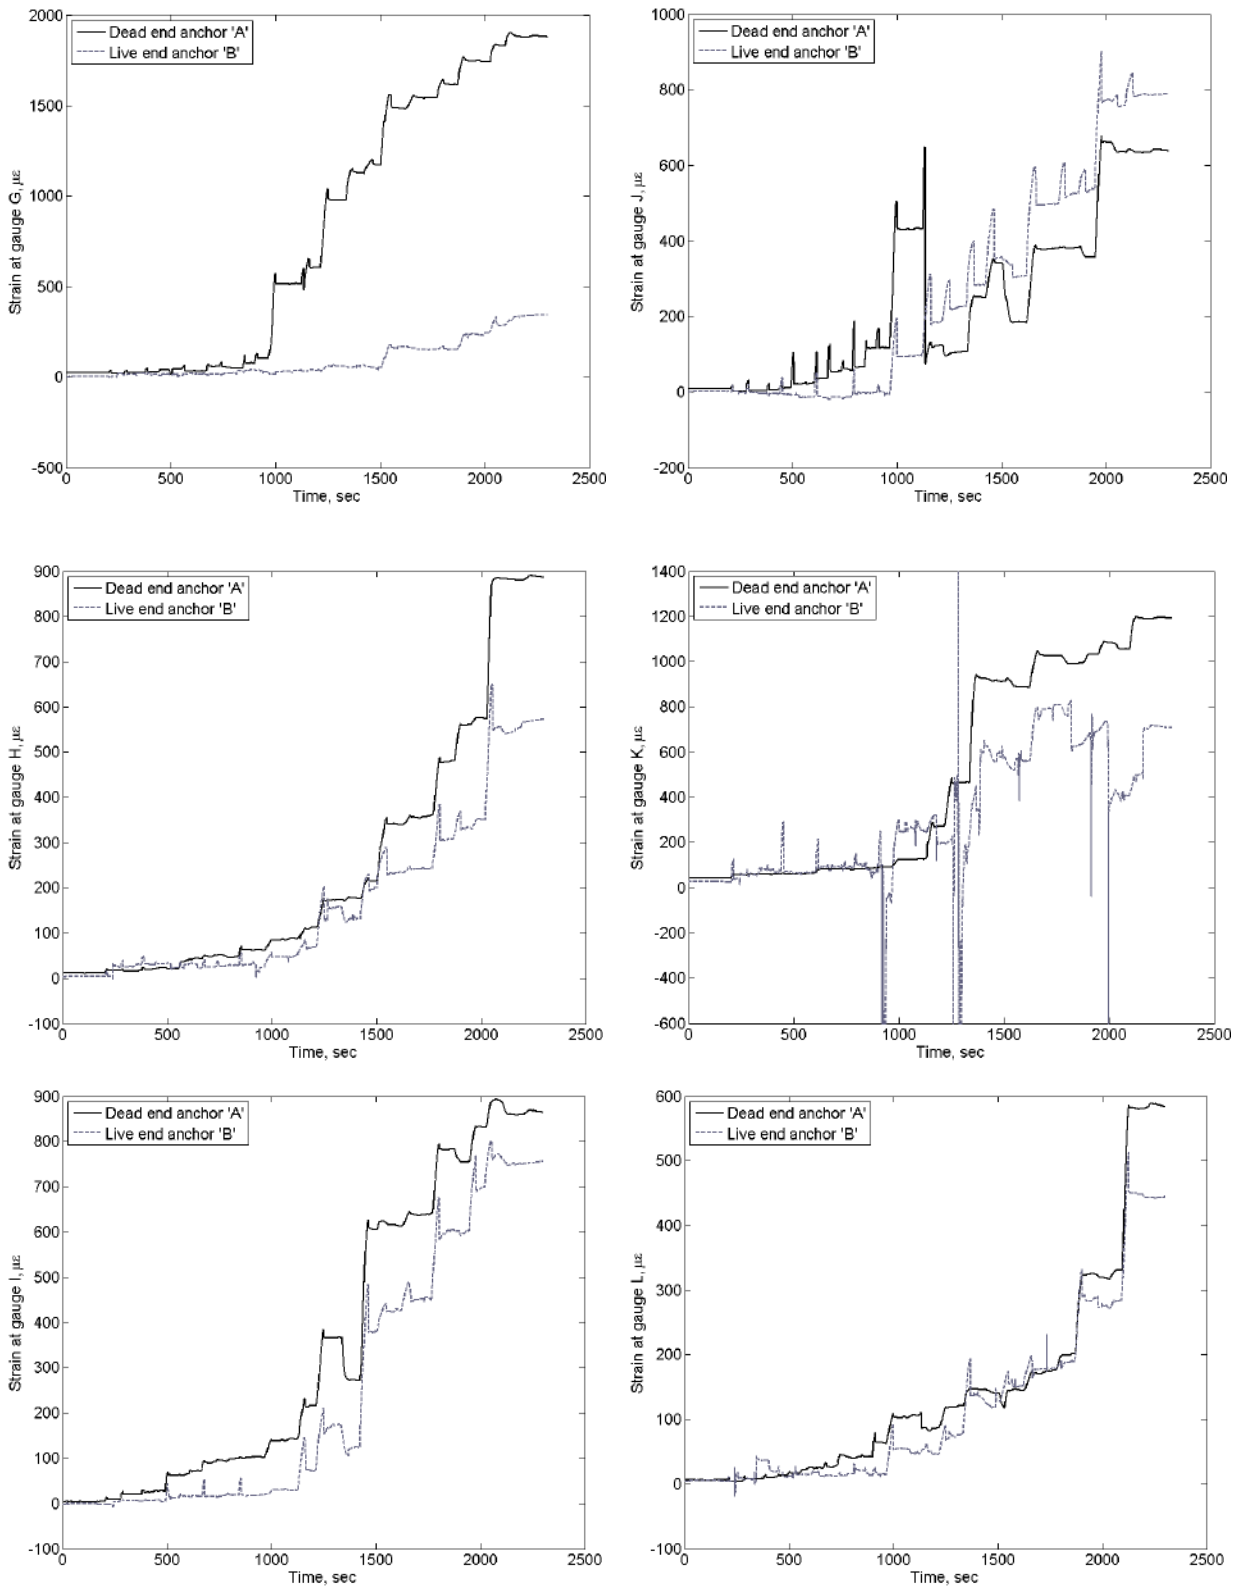 2000
1500
1000
500
0
-500
Dead end anchor 'A'
Live end anchor 'B'
Strain at gauge G, με
0 500 1000 1500 2000 2500
Time, sec
1000
800
600
400
200
0
-200
Dead end anchor 'A'
Live end anchor 'B'
Strain at gauge J, με
0 500 1000 1500 2000 2500
Time, sec
900
800
700
600
500
400
300
200
100
0
-100
Dead end anchor 'A'
Live end anchor 'B'
Strain at gauge H, με
0 500 1000 1500 2000 2500
Time, sec
1400
1200
1000
800
600
400
200
0
-200
-400
-600
Dead end anchor 'A'
Live end anchor 'B'
Strain at gauge K, με
0 500 1000 1500 2000 2500
Time, sec
900
800
700
600
500
400
300
200
100
0
-100
Dead end anchor 'A'
Live end anchor 'B'
Strain at gauge I, με
0 500 1000 1500 2000 2500
Time, sec
600
500
400
300
200
100
0
-100
Dead end anchor 'A'
Live end anchor 'B'
Strain at gauge L, με
0 500 1000 1500 2000 2500
Time, sec